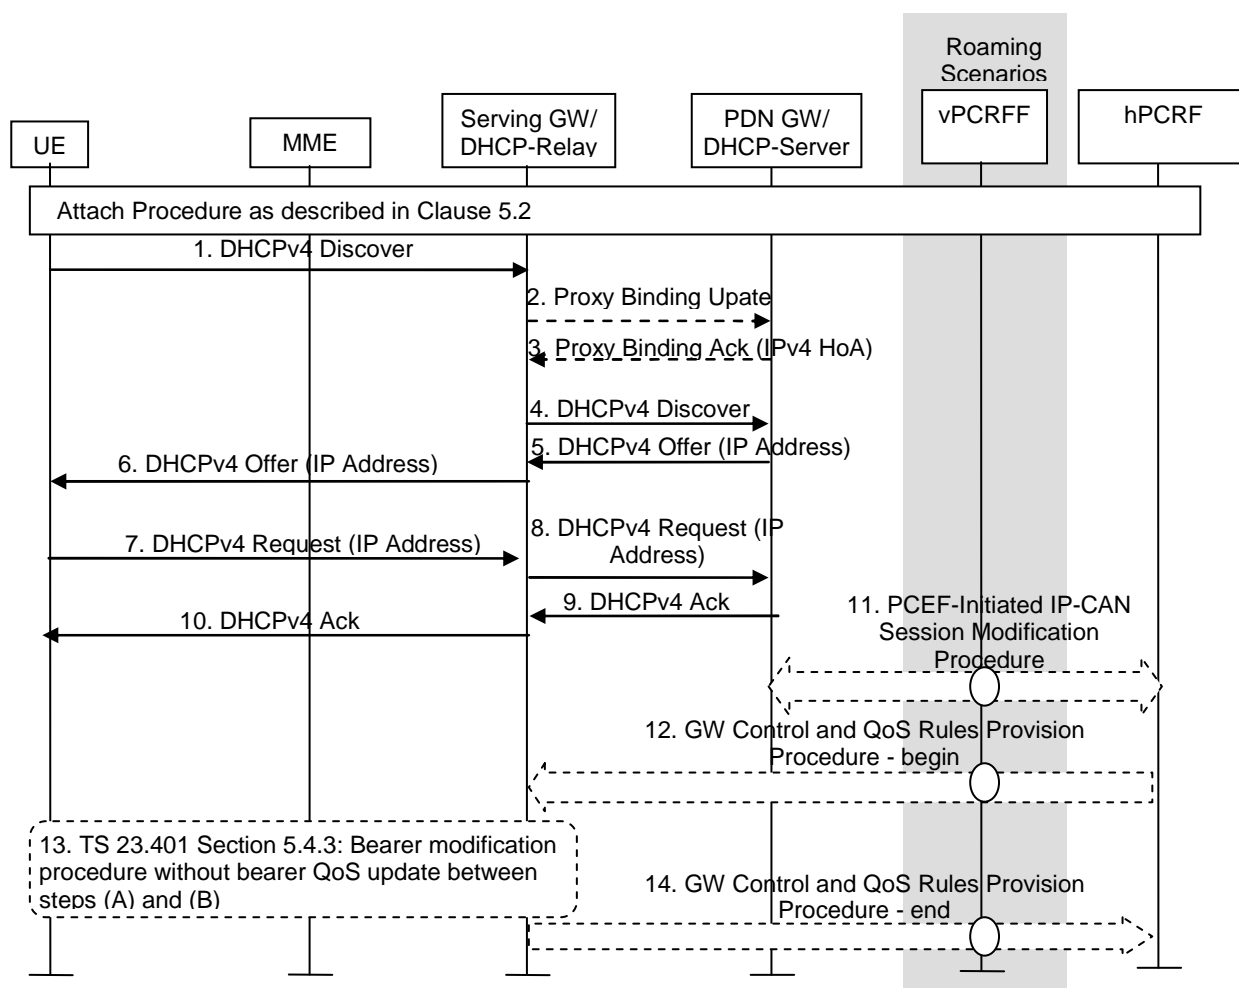 Roaming
Scenarios
UE
MME
Serving GW/
DHCP-Relay
PDN GW/
DHCP-Server
vPCRFF
hPCRF
Attach Procedure as described in Clause 5.2
1. DHCPv4 Discover
2. Proxy Binding Upate
3. Proxy Binding Ack (IPv4 HoA)
4. DHCPv4 Discover
5. DHCPv4 Offer (IP Address)
6. DHCPv4 Offer (IP Address)
7. DHCPv4 Request (IP Address)
8. DHCPv4 Request (IP
Address)
9. DHCPv4 Ack
10. DHCPv4 Ack
11. PCEF-Initiated IP-CAN
Session Modification
Procedure
12. GW Control and QoS Rules Provision
Procedure - begin
13. TS 23.401 Section 5.4.3: Bearer modification
procedure without bearer QoS update between
steps (A) and (B)
14. GW Control and QoS Rules Provision
Procedure - end